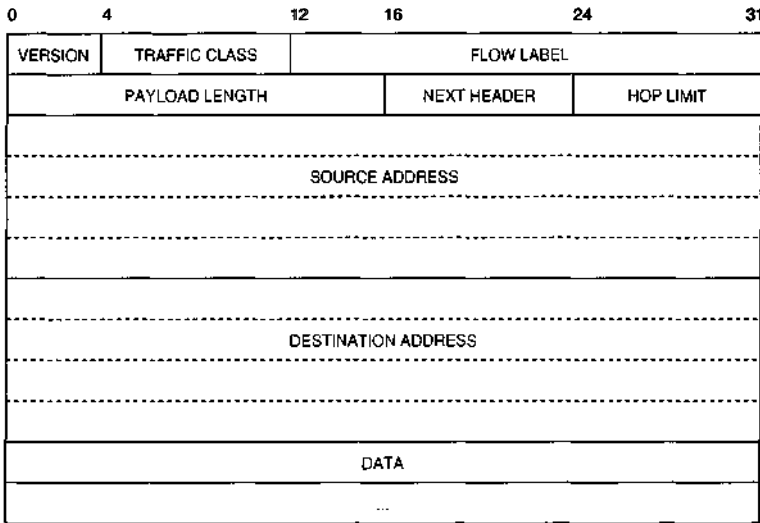 0 4 12 16 24 31
VERSION TRAFFIC CLASS FLOW LABEL
PAYLOAD LENGTH NEXT HEADER HOP LIMIT
SOURCE ADDRESS
DESTINATION ADDRESS
DATA
...